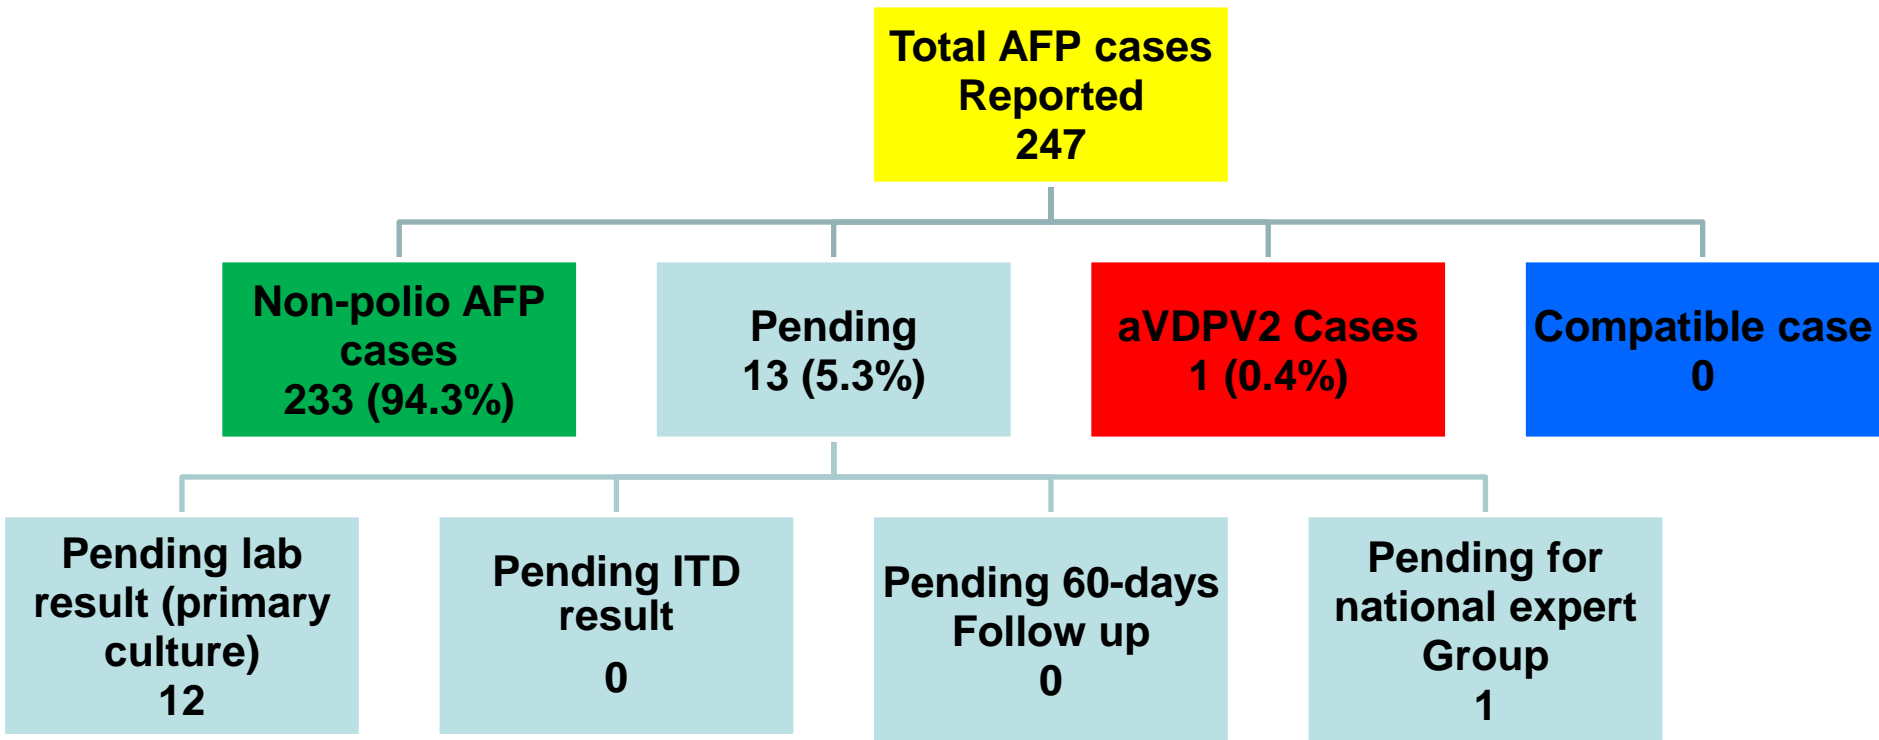 Total AFP cases
Reported
247
Non-polio AFP
cases
233 (94.3%)
Pending
13 (5.3%)
aVDPV2 Cases
1 (0.4%)
Compatible case
0
Pending lab
result (primary
culture)
12
Pending ITD
result
0
Pending 60-days
Follow up
0
Pending for
national expert
Group
1